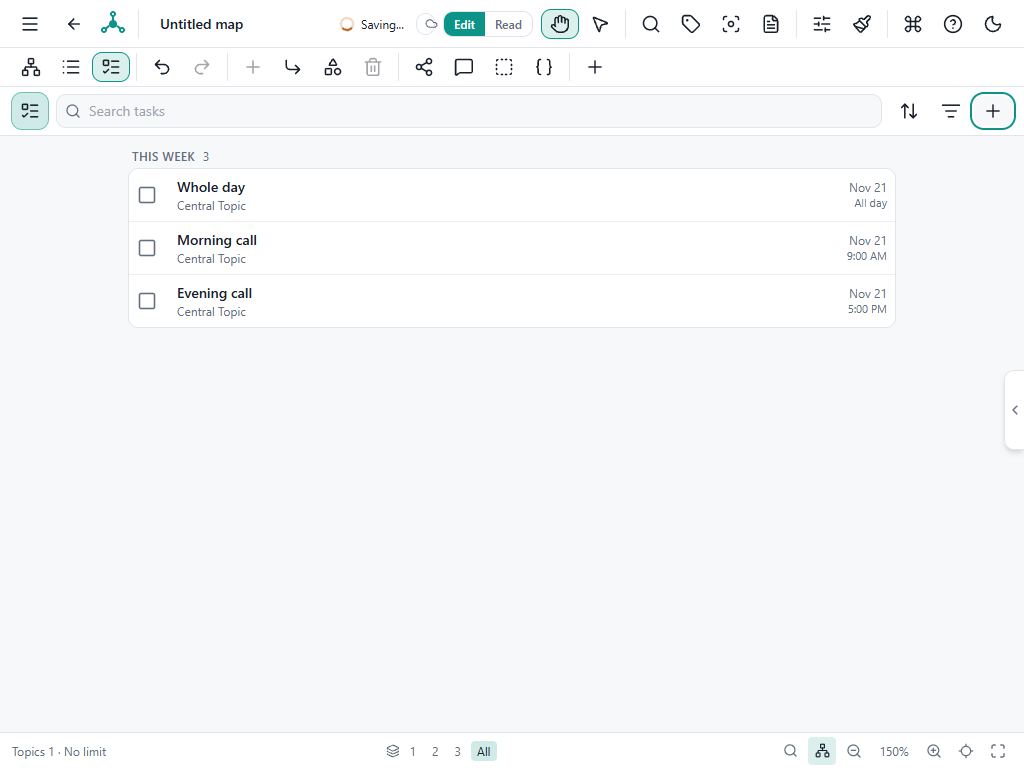 Untitled map
Saving...
Edit
Read
Search tasks
THIS WEEK 3
Whole day
Central Topic
Nov 21
All day
Morning call
Central Topic
Nov 21
9:00 AM
Evening call
Central Topic
Nov 21
5:00 PM
Topics 1 · No limit
1 2 3 All
150%